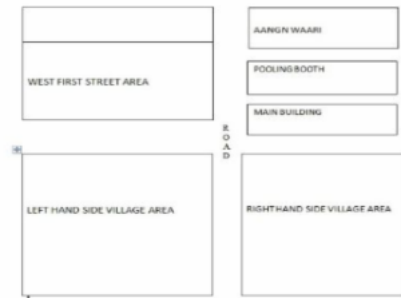 AANGN WAARI
WEST FIRST STREET AREA
POOLING BOOTH
MAIN BUILDING
ROAD
LEFT HAND SIDE VILLAGE AREA
RIGHT HAND SIDE VILLAGE AREA